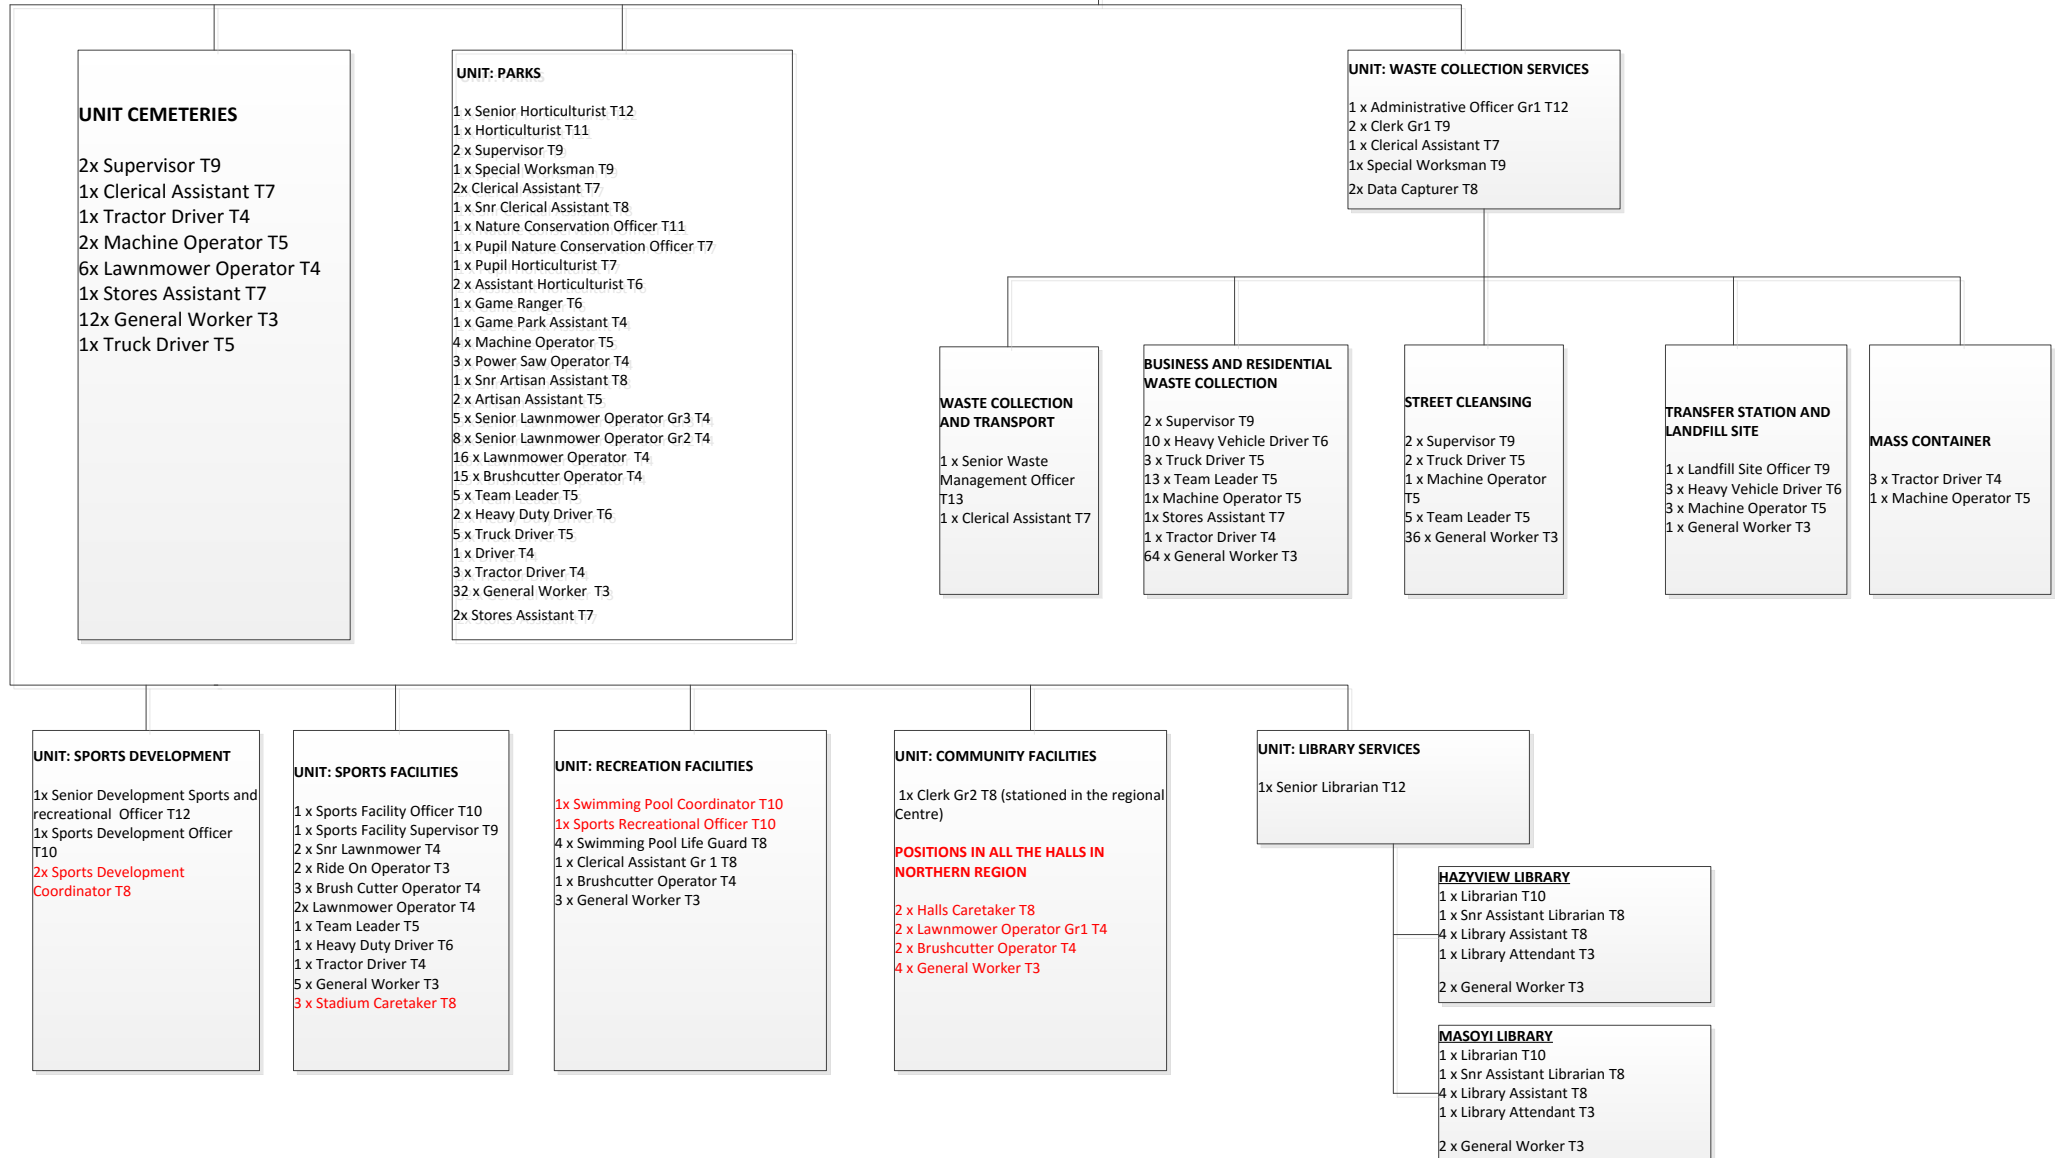 UNIT CEMETERIES
2x Supervisor T9
1x Clerical Assistant T7
1x Tractor Driver T4
2x Machine Operator T5
6x Lawnmower Operator T4
1x Stores Assistant T7
12x General Worker T3
1x Truck Driver T5
UNIT: PARKS
1 x Senior Horticulturist T12
1 x Horticulturist T11
2 x Supervisor T9
1 x Special Worksman T9
2x Clerical Assistant T7
1 x Snr Clerical Assistant T8
1 x Nature Conservation Officer T11
1 x Pupil Nature Conservation Officer T7
1 x Pupil Horticulturist T7
2 x Assistant Horticulturist T6
1 x Game Ranger T6
1 x Game Park Assistant T4
4 x Machine Operator T5
3 x Power Saw Operator T4
1 x Snr Artisan Assistant T8
2 x Artisan Assistant T5
5 x Senior Lawnmower Operator Gr3 T4
8 x Senior Lawnmower Operator Gr2 T4
16 x Lawnmower Operator T4
15 x Brushcutter Operator T4
5 x Team Leader T5
2 x Heavy Duty Driver T6
5 x Truck Driver T5
1 x Driver T4
3 x Tractor Driver T4
32 x General Worker T3
2x Stores Assistant T7
UNIT: WASTE COLLECTION SERVICES
1 x Administrative Officer Gr1 T12
2 x Clerk Gr1 T9
1 x Clerical Assistant T7
1x Special Worksman T9
2x Data Capturer T8
WASTE COLLECTION
AND TRANSPORT
1 x Senior Waste
Management Officer
T13
1 x Clerical Assistant T7
BUSINESS AND RESIDENTIAL
WASTE COLLECTION
2 x Supervisor T9
10 x Heavy Vehicle Driver T6
3 x Truck Driver T5
13 x Team Leader T5
1x Machine Operator T5
1x Stores Assistant T7
1 x Tractor Driver T4
64 x General Worker T3
STREET CLEANSING
2 x Supervisor T9
2 x Truck Driver T5
1 x Machine Operator
T5
5 x Team Leader T5
36 x General Worker T3
TRANSFER STATION AND
LANDFILL SITE
1 x Landfill Site Officer T9
3 x Heavy Vehicle Driver T6
3 x Machine Operator T5
1 x General Worker T3
MASS CONTAINER
3 x Tractor Driver T4
1 x Machine Operator T5
UNIT: SPORTS DEVELOPMENT
1x Senior Development Sports and
recreational Officer T12
1x Sports Development Officer
T10
2x Sports Development
Coordinator T8
UNIT: SPORTS FACILITIES
1 x Sports Facility Officer T10
1 x Sports Facility Supervisor T9
2 x Snr Lawnmower T4
2 x Ride On Operator T3
3 x Brush Cutter Operator T4
2x Lawnmower Operator T4
1 x Team Leader T5
1 x Heavy Duty Driver T6
1 x Tractor Driver T4
5 x General Worker T3
3 x Stadium Caretaker T8
UNIT: RECREATION FACILITIES
1x Swimming Pool Coordinator T10
1x Sports Recreational Officer T10
4 x Swimming Pool Life Guard T8
1 x Clerical Assistant Gr 1 T8
1 x Brushcutter Operator T4
3 x General Worker T3
UNIT: COMMUNITY FACILITIES
1x Clerk Gr2 T8 (stationed in the regional
Centre)
POSITIONS IN ALL THE HALLS IN
NORTHERN REGION
2 x Halls Caretaker T8
2 x Lawnmower Operator Gr1 T4
2 x Brushcutter Operator T4
4 x General Worker T3
UNIT: LIBRARY SERVICES
1x Senior Librarian T12
HAZYVIEW LIBRARY
1 x Librarian T10
1 x Snr Assistant Librarian T8
4 x Library Assistant T8
1 x Library Attendant T3
2 x General Worker T3
MASOYI LIBRARY
1 x Librarian T10
1 x Snr Assistant Librarian T8
4 x Library Assistant T8
1 x Library Attendant T3
2 x General Worker T3